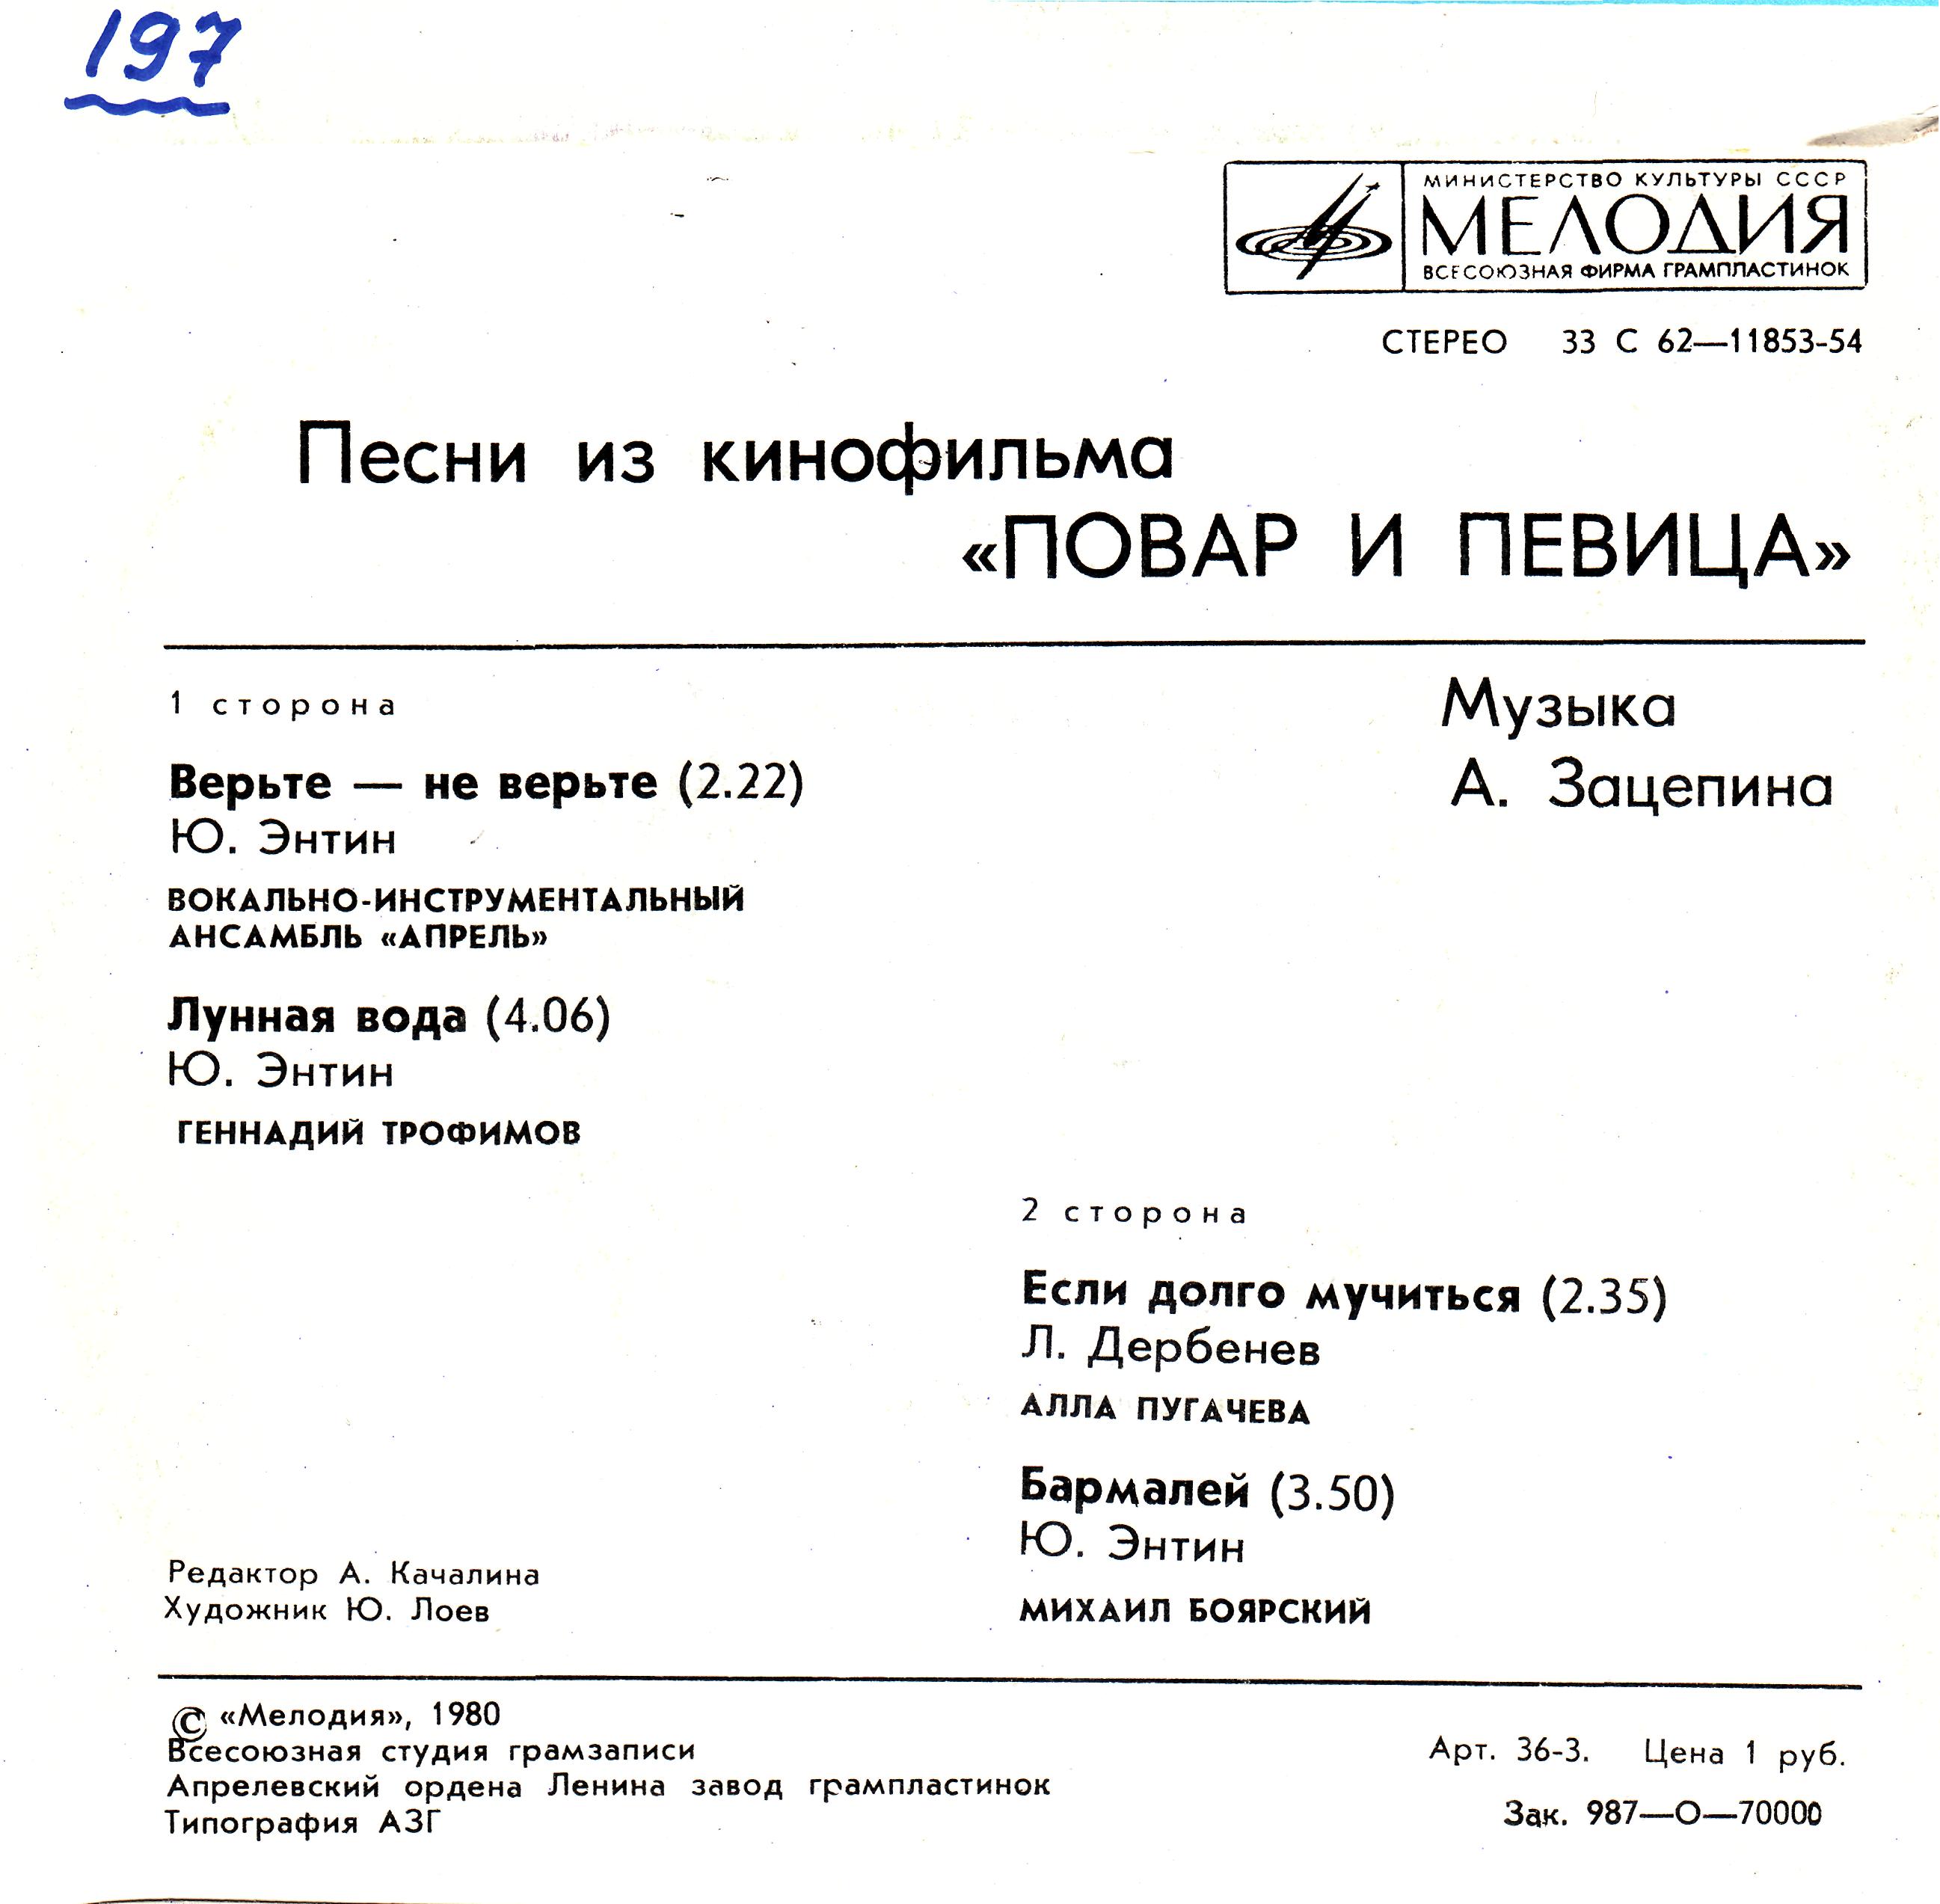 197
МИНИСТЕРСТВО КУЛЬТУРЫ СССР
МЕЛОДИЯ
ВСЕСОЮЗНАЯ ФИРМА ГРАМПЛАСТИНОК
СТЕРЕО 33 С 62—11853-54
Песни из кинофильма
«ПОВАР И ПЕВИЦА»
Музыка
А. Зацепина
1 сторона
Верьте — не верьте (2.22)
Ю. Энтин
ВОКАЛЬНО-ИНСТРУМЕНТАЛЬНЫЙ
АНСАМБЛЬ «АПРЕЛЬ»
Лунная вода (4.06)
Ю. Энтин
ГЕННАДИЙ ТРОФИМОВ
2 сторона
Если долго мучиться (2.35)
Л. Дербенев
АЛЛА ПУГАЧЕВА
Бармалей (3.50)
Ю. Энтин
МИХАИЛ БОЯРСКИЙ
Редактор А. Качалина
Художник Ю. Лоев
© «Мелодия», 1980
Всесоюзная студия грамзаписи
Апрелевский ордена Ленина завод грампластинок
Типография АЗГ
Арт. 36-3. Цена 1 руб.
Зак. 987—О—70000